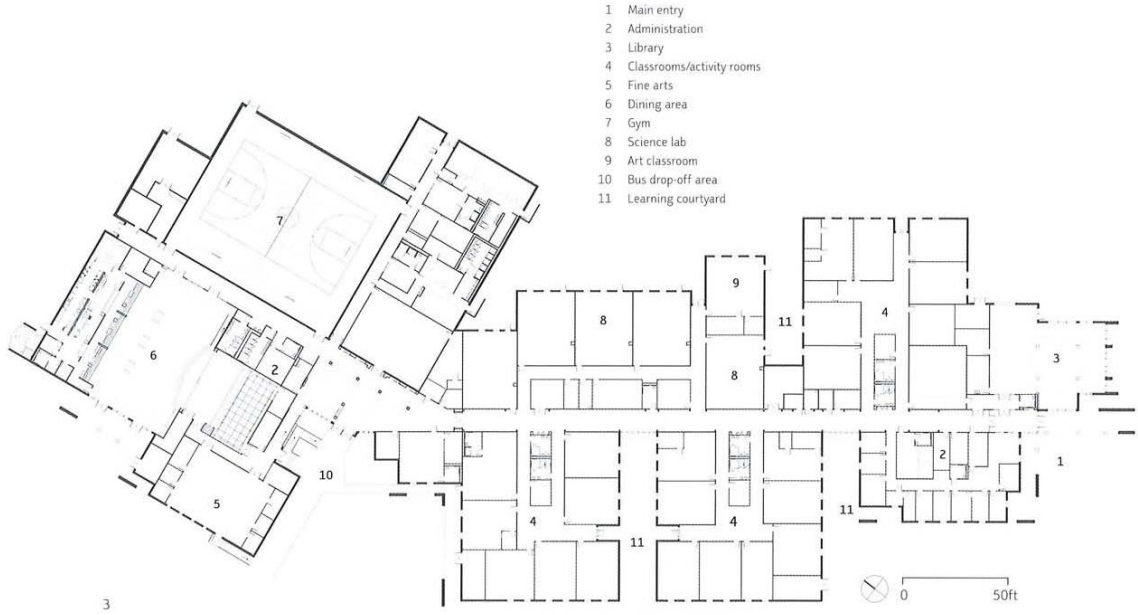 1 Main entry
2 Administration
3 Library
4 Classrooms/activity rooms
5 Fine arts
6 Dining area
7 Gym
8 Science lab
9 Art classroom
10 Bus drop-off area
11 Learning courtyard
7
9
8
11
4
6
2
3
8
2
10
1
5
11
4
4
11
0 50ft
3